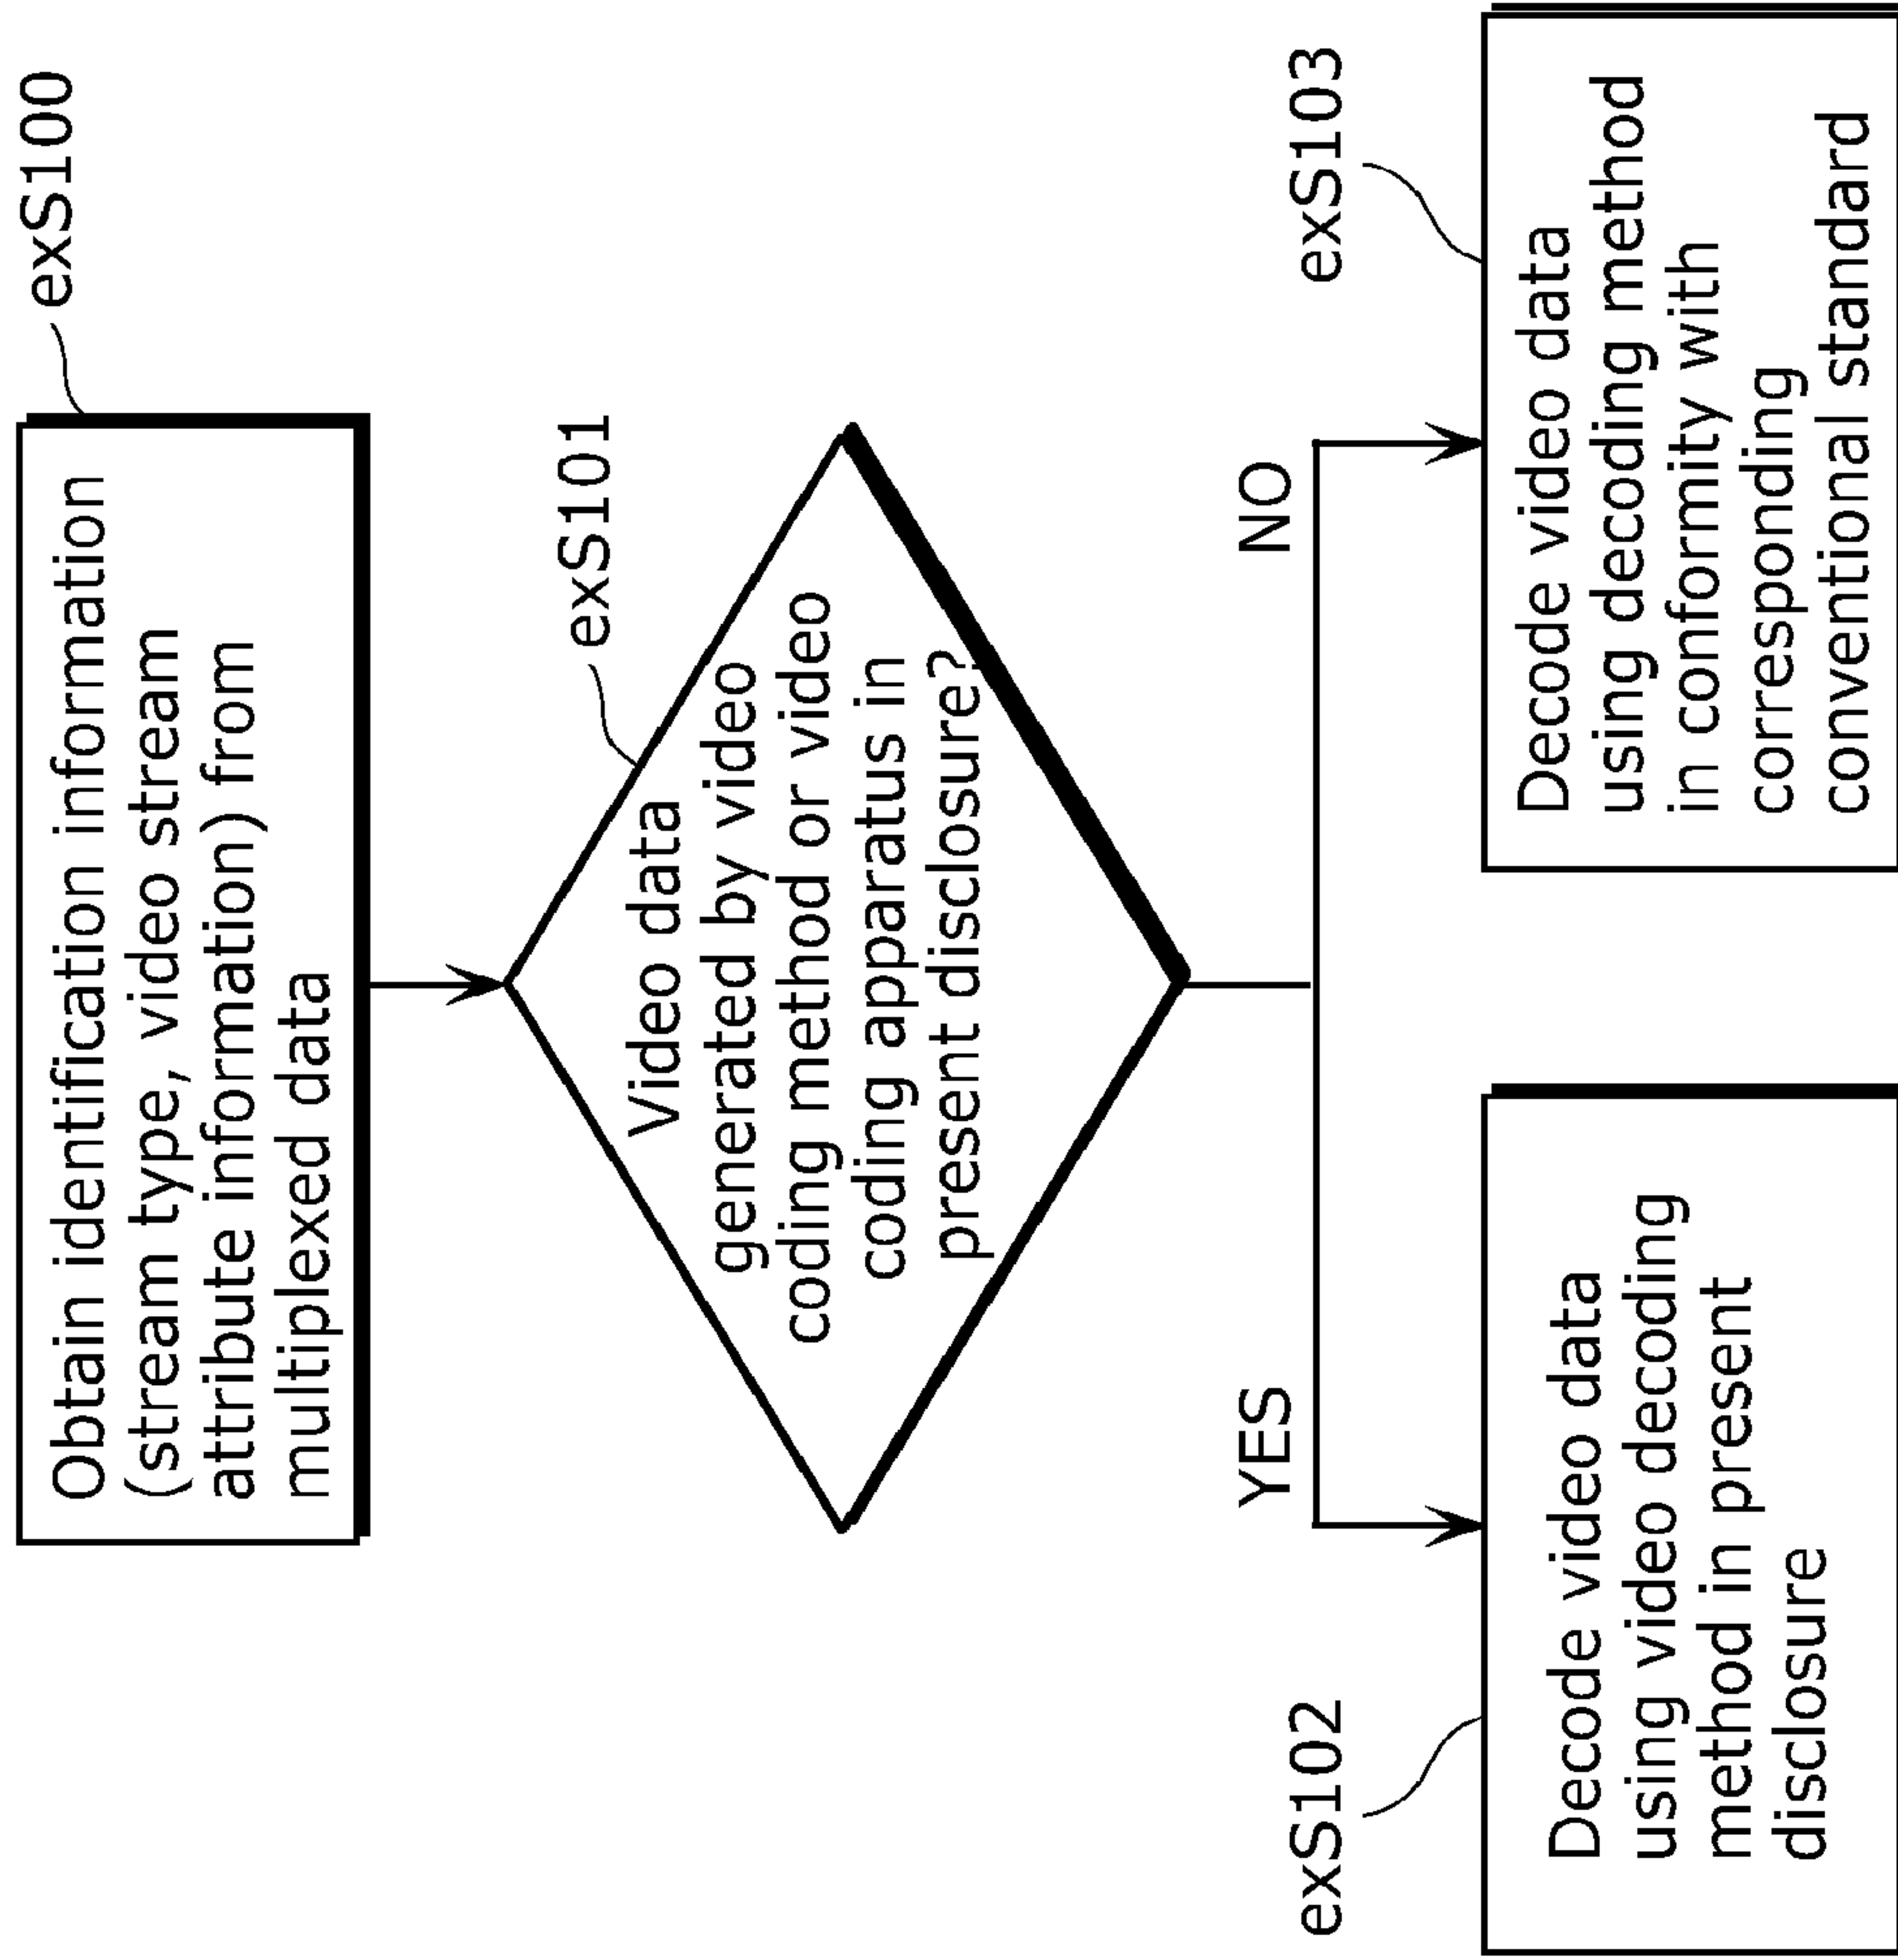 exS100
Obtain identification information
(stream type, video stream
attribute information) from
multiplexed data
exS101
Video data
generated by video
coding method or video
coding apparatus in
present disclosure?
YES
NO
exS102
Decode video data
using video decoding
method in present
disclosure
exS103
Decode video data
using decoding method
in conformity with
corresponding
conventional standard